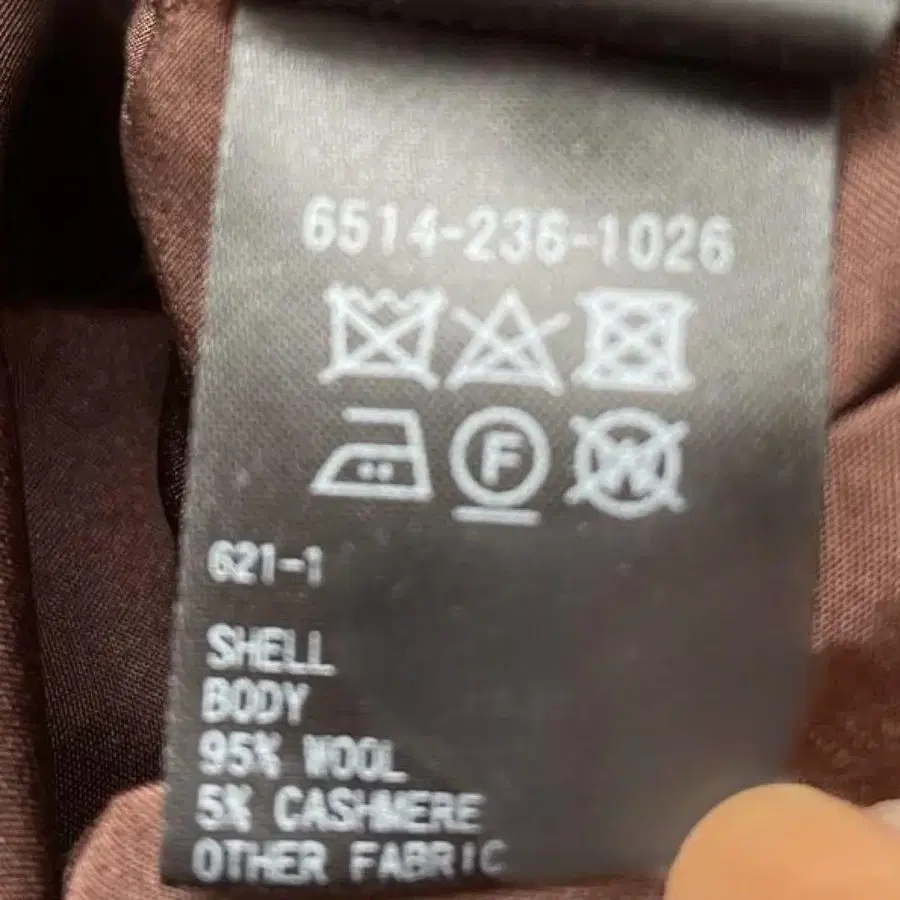 6514-236-1026
F W
621-1
SHELL
BODY
95% WOOL
5% CASHMERE
OTHER FABRIC